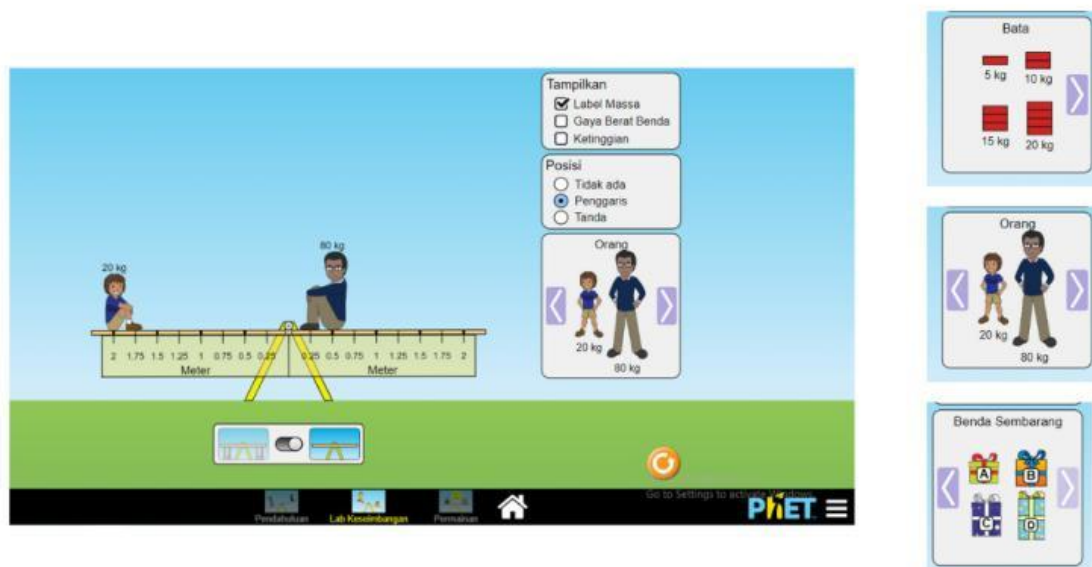 Tampilkan
Label Massa
Gaya Berat Benda
Ketinggian
Posisi
Tidak ada
Penggaris
Tanda
Orang
20 kg
80 kg
20 kg
80 kg
2 1.75 1.5 1.25 1 0.75 0.5 0.25 0.25 0.5 0.75 1 1.25 1.5 1.75 2
Meter Meter
Go to Settings to activate Windows.
Pendahuluan Lab Keseimbangan Permainan PhET
Bata
5 kg 10 kg
15 kg 20 kg
Orang
20 kg
80 kg
Benda Sembarang
A B
C D